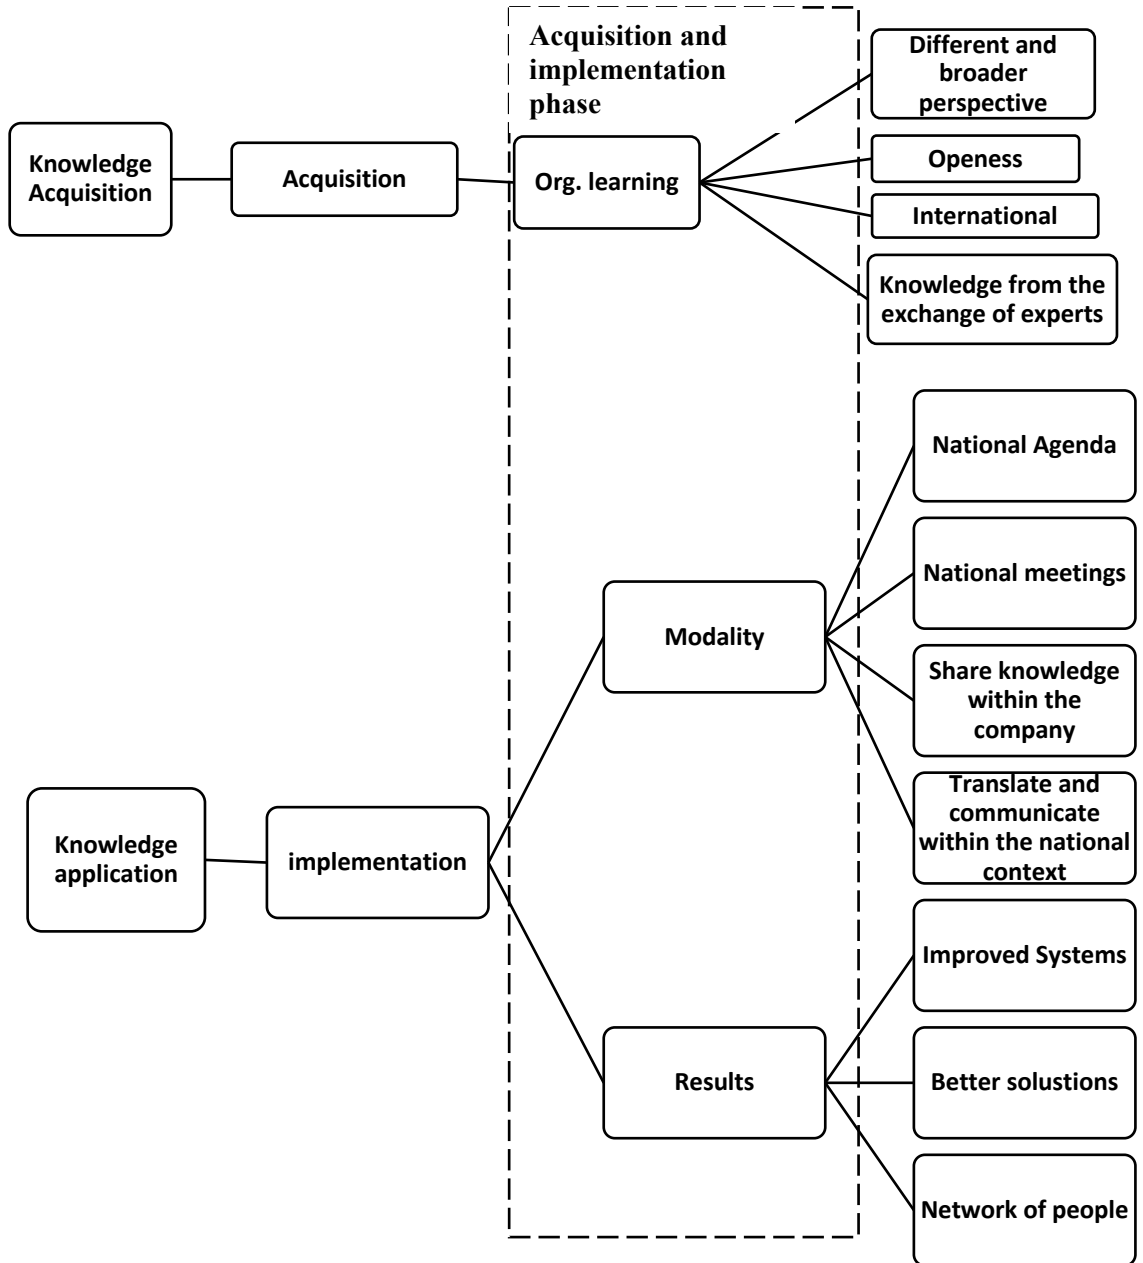 Acquisition and
implementation
phase
Different and
broader
perspective
Knowledge
Acquisition
Acquisition
Org. learning
Openess
International
Knowledge from the
exchange of experts
National Agenda
National meetings
Modality
Share knowledge
within the
company
Translate and
communicate
within the national
context
Knowledge
application
implementation
Improved Systems
Results
Better solustions
Network of people